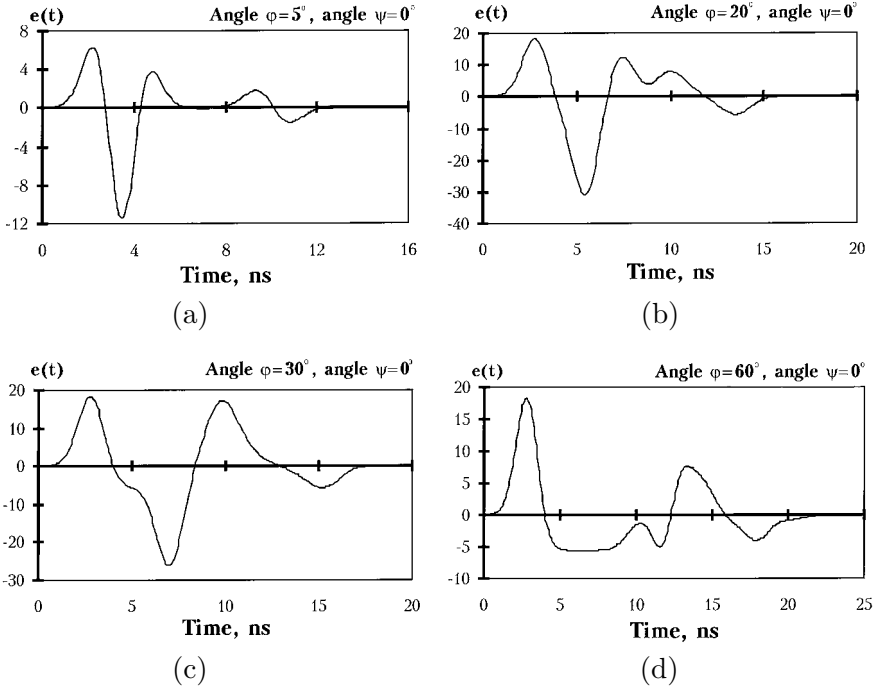 e(t) Angle φ=5°, angle ψ=0°
8
4
0
-4
-8
-12
0 4 8 12 16
Time, ns
(a)
e(t) Angle φ=20°, angle ψ=0°
20
10
0
-10
-20
-30
-40
0 5 10 15 20
Time, ns
(b)
e(t) Angle φ=30°, angle ψ=0°
20
10
0
-10
-20
-30
0 5 10 15 20
Time, ns
(c)
e(t) Angle φ=60°, angle ψ=0°
20
15
10
5
0
-5
-10
0 5 10 15 20 25
Time, ns
(d)